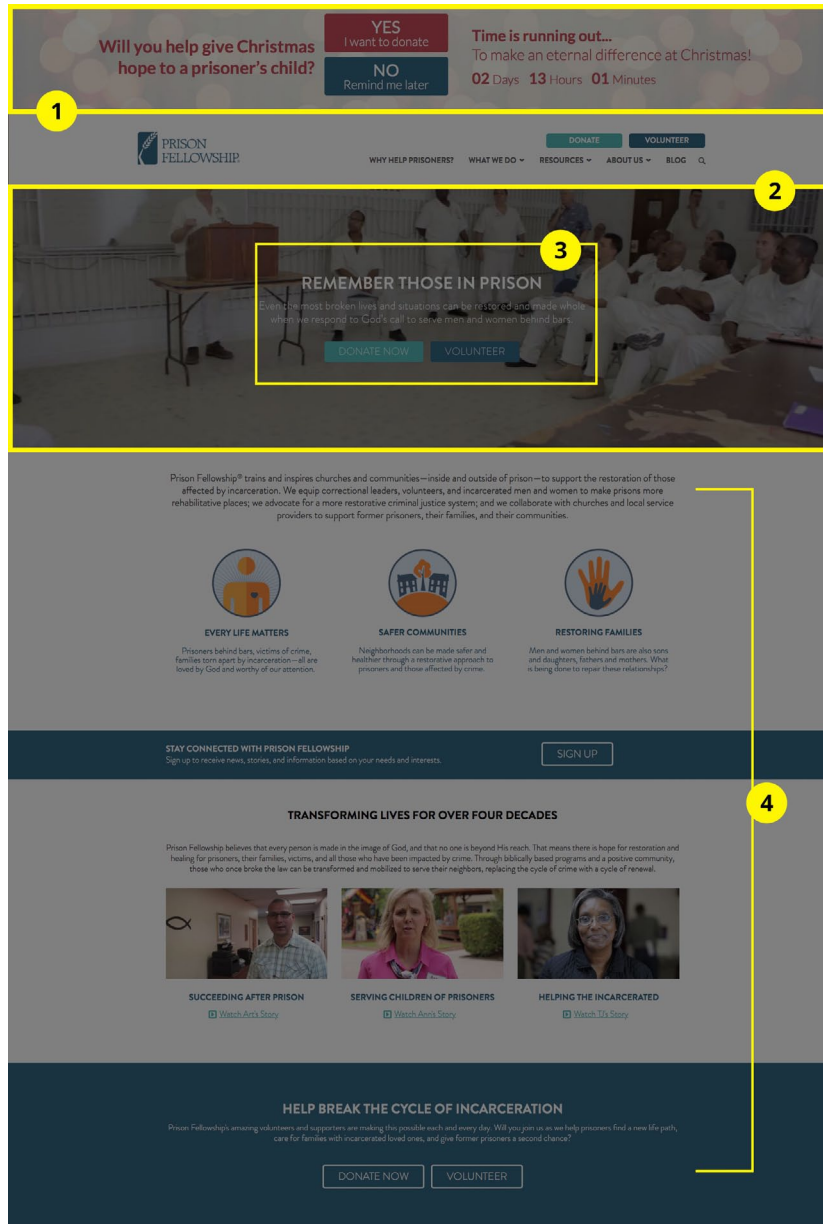 Will you help give Christmas
hope to a prisoner's child?
YES
I want to donate
NO
Remind me later
Time is running out...
To make an eternal difference at Christmas!
02 Days 13 Hours 01 Minutes
1
PRISON
FELLOWSHIP.
DONATE
VOLUNTEER
WHY HELP PRISONERS?
WHAT WE DO
RESOURCES
ABOUT US
BLOG
2
3
REMEMBER THOSE IN PRISON
Even the most broken lives and situations can be restored and made whole
when we respond to God's call to serve men and women behind bars.
DONATE NOW
VOLUNTEER
Prison Fellowship® trains and inspires churches and communities—inside and outside of prison—to support the restoration of those
affected by incarceration. We equip correctional leaders, volunteers, and incarcerated men and women to make prisons more
rehabilitative places; we advocate for a more restorative criminal justice system; and we collaborate with churches and local service
providers to support former prisoners, their families, and their communities.
EVERY LIFE MATTERS
Prisoners behind bars, victims of crime,
families torn apart by incarceration—all are
loved by God and worthy of our attention.
SAFER COMMUNITIES
Neighborhoods can be made safer and
healthier through a restorative approach to
prisoners and those affected by crime.
RESTORING FAMILIES
Men and women behind bars are also sons
and daughters, fathers and mothers. What
is being done to repair these relationships?
STAY CONNECTED WITH PRISON FELLOWSHIP
Sign up to receive news, stories, and information based on your needs and interests.
SIGN UP
4
TRANSFORMING LIVES FOR OVER FOUR DECADES
Prison Fellowship believes that every person is made in the image of God, and that no one is beyond His reach. That means there is hope for restoration and
healing for prisoners, their families, victims, and all those who have been impacted by crime. Through biblically based programs and a positive community,
those who once broke the law can be transformed and mobilized to serve their neighbors, replacing the cycle of crime with a cycle of renewal.
SUCCEEDING AFTER PRISON
Watch Art's Story
SERVING CHILDREN OF PRISONERS
Watch Ann's Story
HELPING THE INCARCERATED
Watch TJ's Story
HELP BREAK THE CYCLE OF INCARCERATION
Prison Fellowship's amazing volunteers and supporters are making this possible each and every day. Will you join us as we help prisoners find a new life path,
care for families with incarcerated loved ones, and give former prisoners a second chance?
DONATE NOW
VOLUNTEER